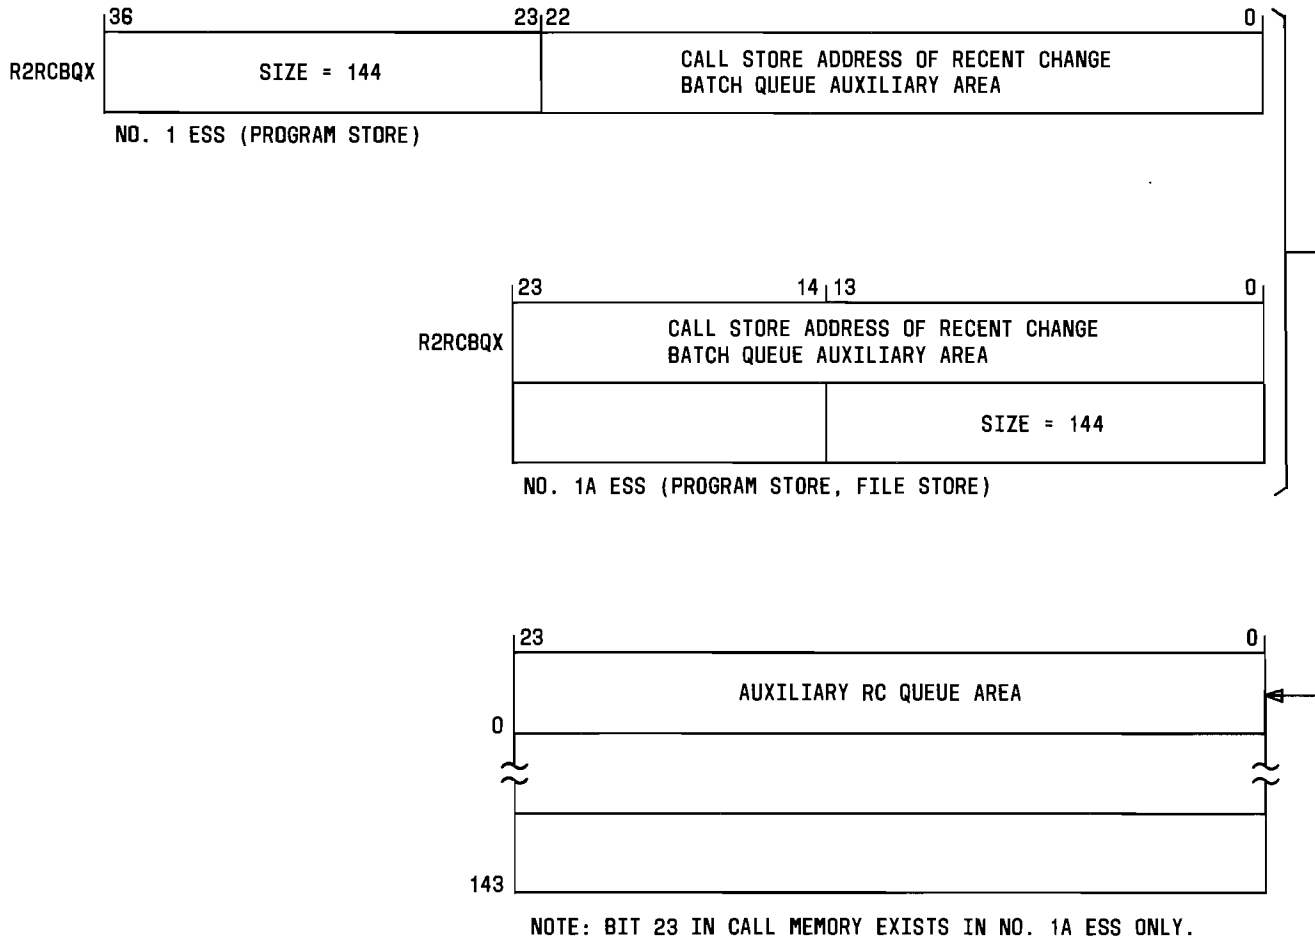 36 23 22 0
R2RCBQX SIZE = 144 CALL STORE ADDRESS OF RECENT CHANGE
BATCH QUEUE AUXILIARY AREA
NO. 1 ESS (PROGRAM STORE)
23 14 13 0
R2RCBQX CALL STORE ADDRESS OF RECENT CHANGE
BATCH QUEUE AUXILIARY AREA
SIZE = 144
NO. 1A ESS (PROGRAM STORE, FILE STORE)
23 0
AUXILIARY RC QUEUE AREA
0
143
NOTE: BIT 23 IN CALL MEMORY EXISTS IN NO. 1A ESS ONLY.